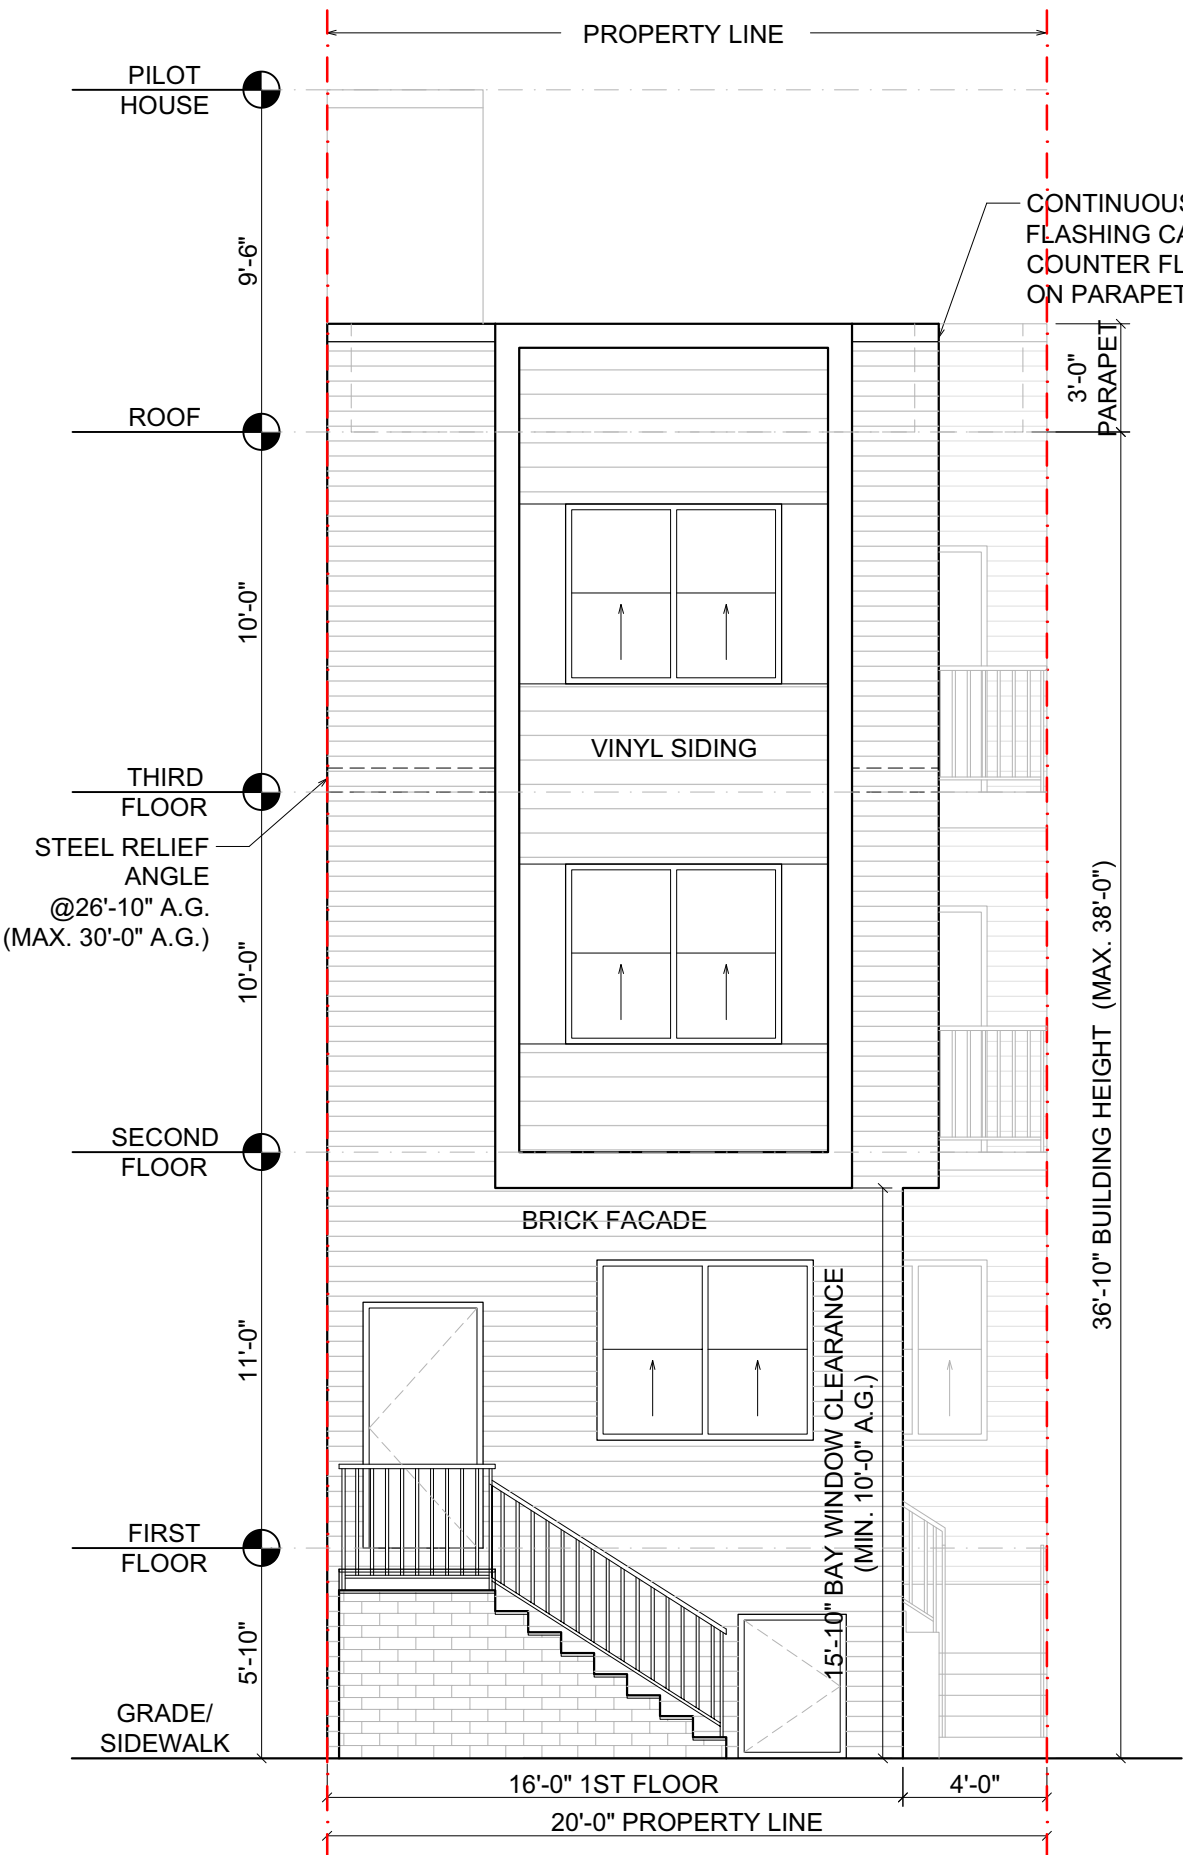 PROPERTY LINE
PILOT
HOUSE
CONTINUOUS
FLASHING CA
COUNTER FL
ON PARAPET
9'-6"
3'-0"
PARAPET
ROOF
10'-0"
VINYL SIDING
THIRD
FLOOR
STEEL RELIEF
ANGLE
@26'-10" A.G.
(MAX. 30'-0" A.G.)
10'-0"
36'-10" BUILDING HEIGHT (MAX. 38'-0")
SECOND
FLOOR
BRICK FACADE
11'-0"
15'-10" BAY WINDOW CLEARANCE
(MIN. 10'-0" A.G.)
FIRST
FLOOR
5'-10"
GRADE/
SIDEWALK
16'-0" 1ST FLOOR
4'-0"
20'-0" PROPERTY LINE